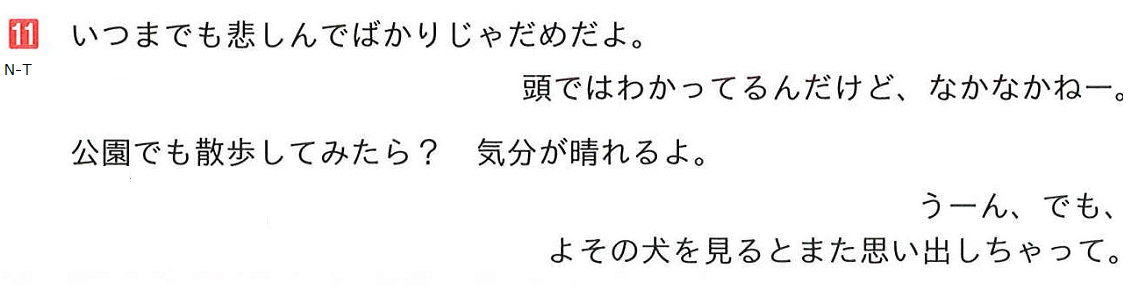 11 いつまでも悲しんでばかりじゃだめだよ。
N-T
頭ではわかってるんだけど、なかなかねー。
公園でも散歩してみたら？　気分が晴れるよ。
うーん、でも、
よその犬を見るとまた思い出しちゃって。